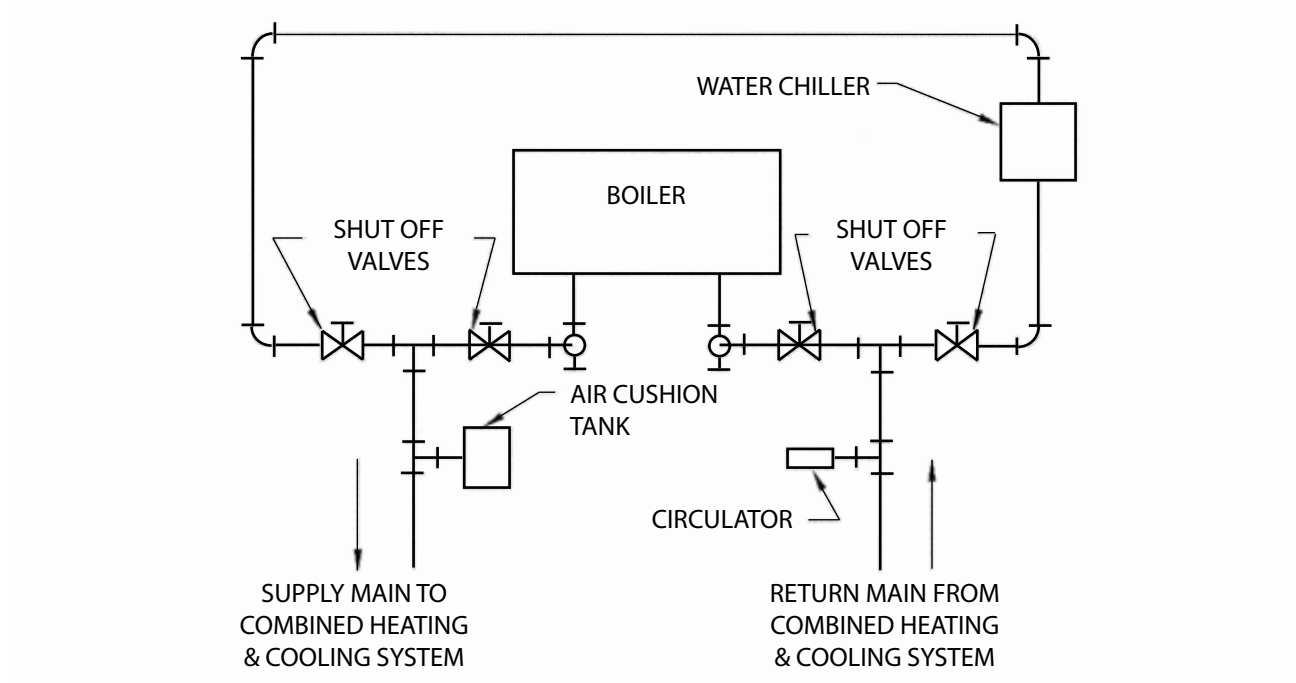 WATER CHILLER
BOILER
SHUT OFF
VALVES
SHUT OFF
VALVES
AIR CUSHION
TANK
CIRCULATOR
SUPPLY MAIN TO
COMBINED HEATING
& COOLING SYSTEM
RETURN MAIN FROM
COMBINED HEATING
& COOLING SYSTEM